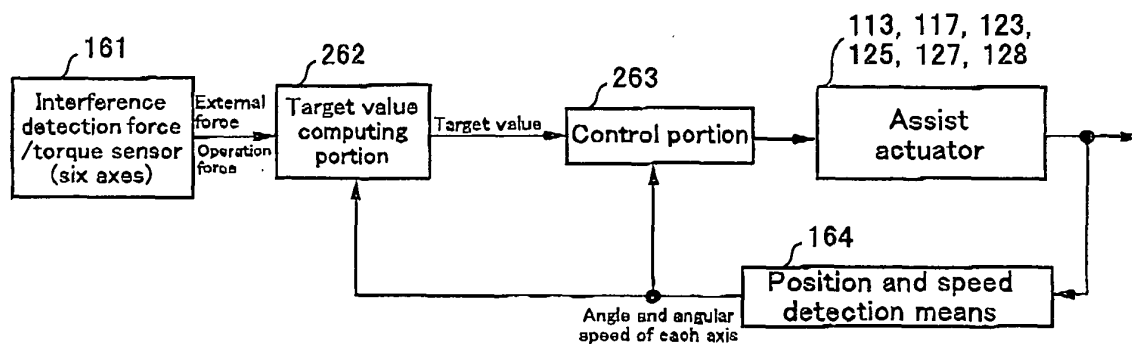 113, 117, 123,
125, 127, 128
161
262
263
Interference
detection force
/torque sensor
(six axes)
External
force
Operation
force
Target value
computing
portion
Target value
Control portion
Assist
actuator
164
Position and speed
detection means
Angle and angular
speed of each axis